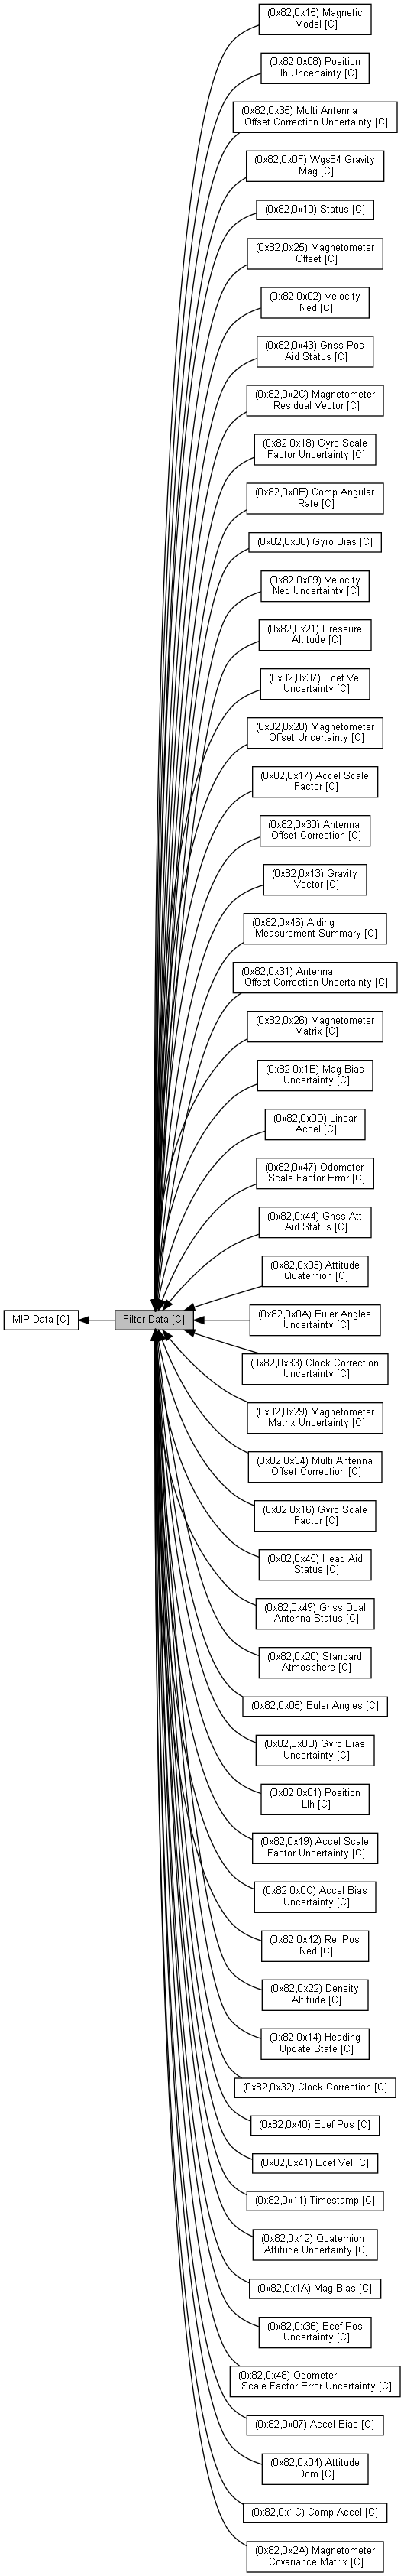 (0x82,0x15) Magnetic
Model [C]
(0x82,0x08) Position
Llh Uncertainty [C]
(0x82,0x35) Multi Antenna
Offset Correction Uncertainty [C]
(0x82,0x0F) Wgs84 Gravity
Mag [C]
(0x82,0x10) Status [C]
(0x82,0x25) Magnetometer
Offset [C]
(0x82,0x02) Velocity
Ned [C]
(0x82,0x43) Gnss Pos
Aid Status [C]
(0x82,0x2C) Magnetometer
Residual Vector [C]
(0x82,0x18) Gyro Scale
Factor Uncertainty [C]
(0x82,0x0E) Comp Angular
Rate [C]
(0x82,0x06) Gyro Bias [C]
(0x82,0x09) Velocity
Ned Uncertainty [C]
(0x82,0x21) Pressure
Altitude [C]
(0x82,0x37) Ecef Vel
Uncertainty [C]
(0x82,0x28) Magnetometer
Offset Uncertainty [C]
(0x82,0x17) Accel Scale
Factor [C]
(0x82,0x30) Antenna
Offset Correction [C]
(0x82,0x13) Gravity
Vector [C]
(0x82,0x46) Aiding
Measurement Summary [C]
(0x82,0x31) Antenna
Offset Correction Uncertainty [C]
(0x82,0x26) Magnetometer
Matrix [C]
(0x82,0x1B) Mag Bias
Uncertainty [C]
(0x82,0x0D) Linear
Accel [C]
(0x82,0x47) Odometer
Scale Factor Error [C]
(0x82,0x44) Gnss Att
Aid Status [C]
(0x82,0x03) Attitude
Quaternion [C]
MIP Data [C]
Filter Data [C]
(0x82,0x0A) Euler Angles
Uncertainty [C]
(0x82,0x33) Clock Correction
Uncertainty [C]
(0x82,0x29) Magnetometer
Matrix Uncertainty [C]
(0x82,0x34) Multi Antenna
Offset Correction [C]
(0x82,0x16) Gyro Scale
Factor [C]
(0x82,0x45) Head Aid
Status [C]
(0x82,0x49) Gnss Dual
Antenna Status [C]
(0x82,0x20) Standard
Atmosphere [C]
(0x82,0x05) Euler Angles [C]
(0x82,0x0B) Gyro Bias
Uncertainty [C]
(0x82,0x01) Position
Llh [C]
(0x82,0x19) Accel Scale
Factor Uncertainty [C]
(0x82,0x0C) Accel Bias
Uncertainty [C]
(0x82,0x42) Rel Pos
Ned [C]
(0x82,0x22) Density
Altitude [C]
(0x82,0x14) Heading
Update State [C]
(0x82,0x32) Clock Correction [C]
(0x82,0x40) Ecef Pos [C]
(0x82,0x41) Ecef Vel [C]
(0x82,0x11) Timestamp [C]
(0x82,0x12) Quaternion
Attitude Uncertainty [C]
(0x82,0x1A) Mag Bias [C]
(0x82,0x36) Ecef Pos
Uncertainty [C]
(0x82,0x48) Odometer
Scale Factor Error Uncertainty [C]
(0x82,0x07) Accel Bias [C]
(0x82,0x04) Attitude
Dcm [C]
(0x82,0x1C) Comp Accel [C]
(0x82,0x2A) Magnetometer
Covariance Matrix [C]